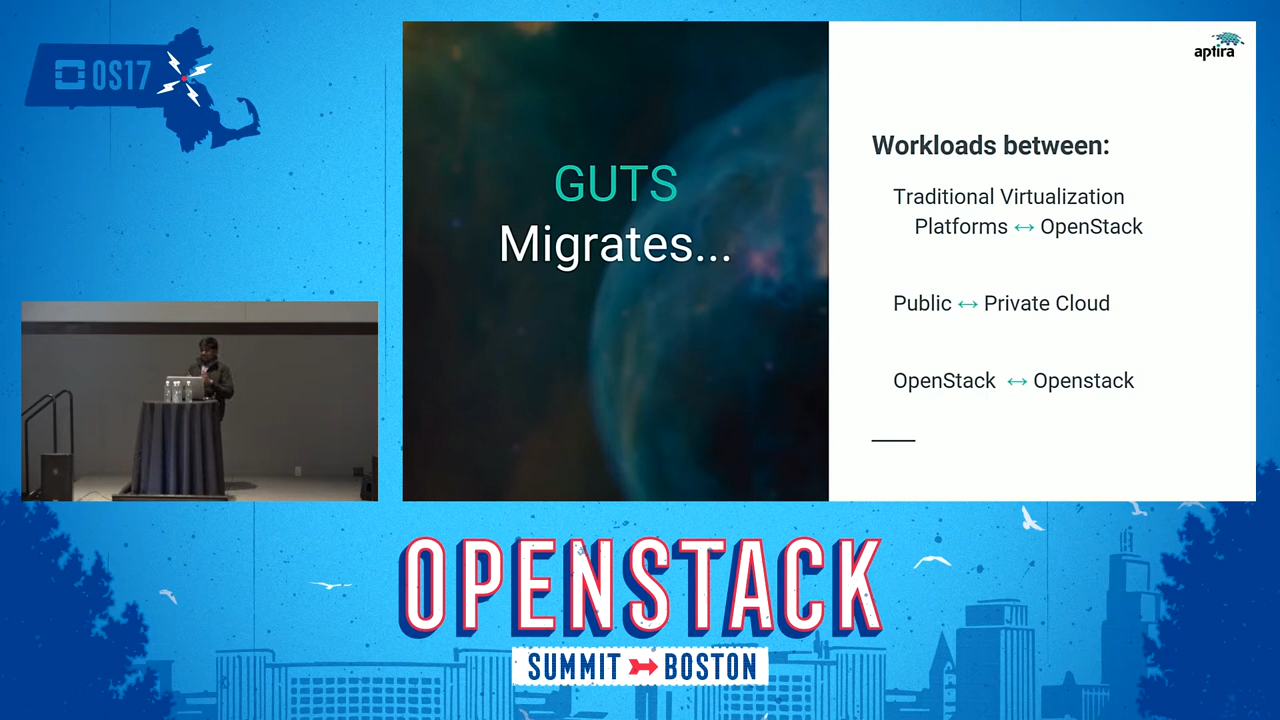 OS17
aptira
GUTS
Migrates...
Workloads between:
Traditional Virtualization
Platforms ↔ OpenStack
Public ↔ Private Cloud
OpenStack ↔ Openstack
OPENSTACK
SUMMIT BOSTON